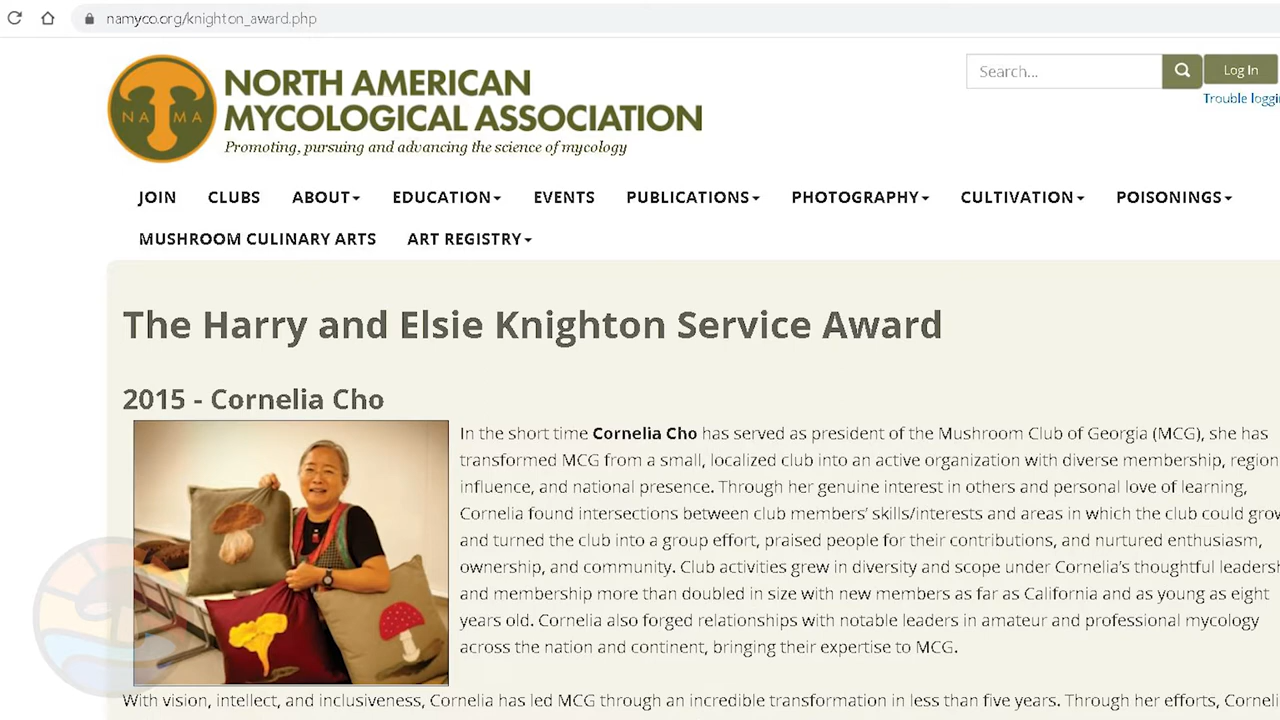 namyco.org/knighton_award.php
NAMA
NORTH AMERICAN
MYCOLOGICAL ASSOCIATION
Promoting, pursuing and advancing the science of mycology
Search...
Log In
Trouble
JOIN CLUBS ABOUT EDUCATION EVENTS PUBLICATIONS PHOTOGRAPHY CULTIVATION POISONINGS
MUSHROOM CULINARY ARTS ART REGISTRY
The Harry and Elsie Knighton Service Award
2015 - Cornelia Cho
In the short time Cornelia Cho has served as president of the Mushroom Club of Georgia (MCG), she has
transformed MCG from a small, localized club into an active organization with diverse membership, region
influence, and national presence. Through her genuine interest in others and personal love of learning,
Cornelia found intersections between club members' skills/interests and areas in which the club could grow
and turned the club into a group effort, praised people for their contributions, and nurtured enthusiasm,
ownership, and community. Club activities grew in diversity and scope under Cornelia's thoughtful
and membership more than doubled in size with new members as far as California and as young as eight
years old. Cornelia also forged relationships with notable leaders in amateur and professional mycology
across the nation and continent, bringing their expertise to MCG.
With vision, intellect, and inclusiveness, Cornelia has led MCG through an incredible transformation in less than five years. Through her efforts,